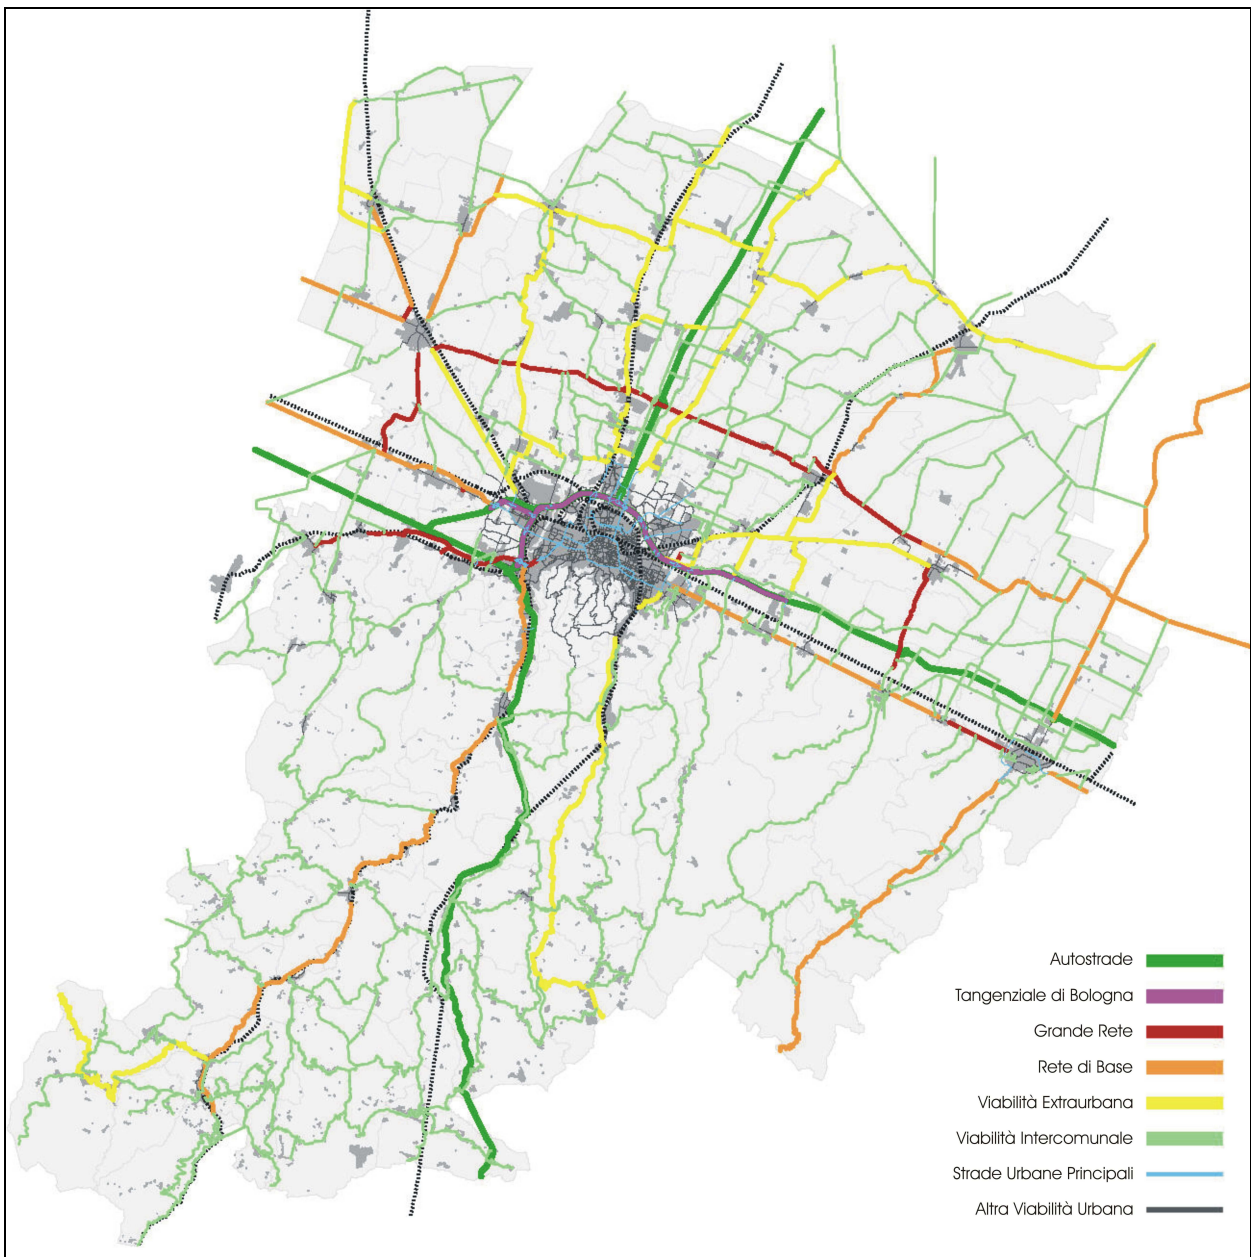 Autostrade
Tangenziale di Bologna
Grande Rete
Rete di Base
Viabilità Extraurbana
Viabilità Intercomunale
Strade Urbane Principali
Altra Viabilità Urbana